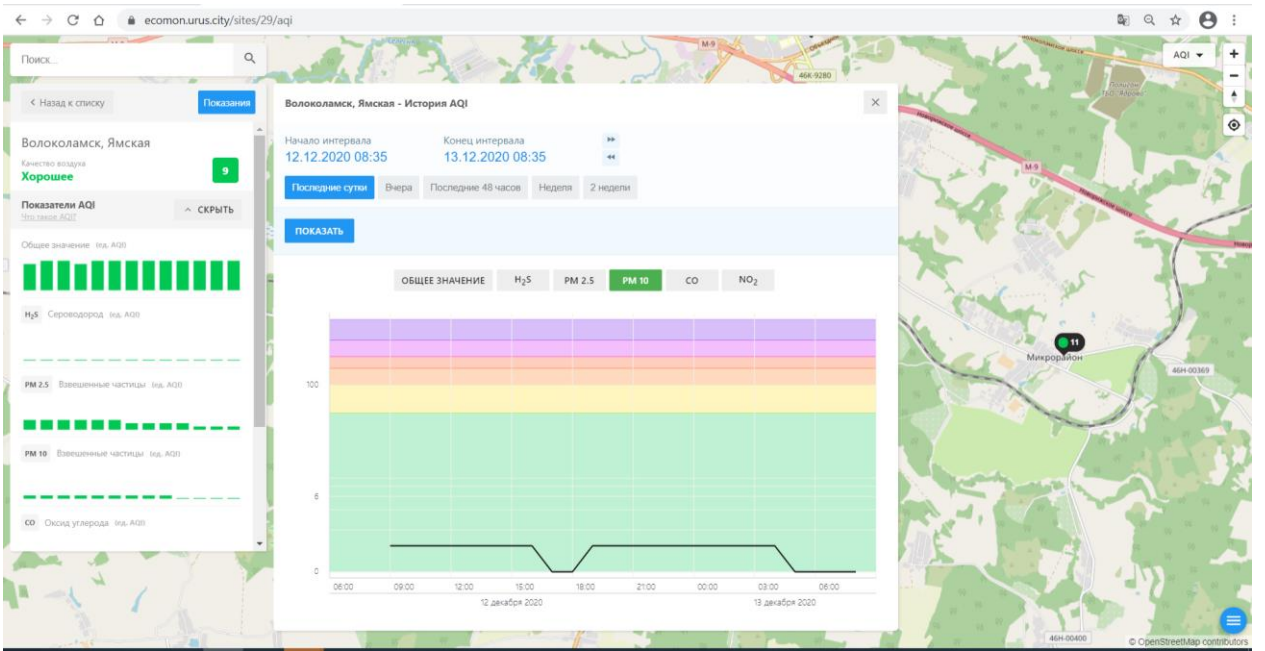 ecomon.urus.city/sites/29/aqi
Поиск...
М-9
46К-9280
AQI
< Назад к списку
Показания
Волоколамск, Ямская - История AQI
Волоколамск, Ямская
Качество воздуха
Хорошее
9
Начало интервала
Конец интервала
12.12.2020 08:35
13.12.2020 08:35
Последние сутки
Вчера
Последние 48 часов
Неделя
2 недели
Показатели AQI
Что такое AQI?
СКРЫТЬ
ПОКАЗАТЬ
Общее значение (ед. AQI)
H2S Сероводород (ед. AQI)
PM 2.5 Взвешенные частицы (ед. AQI)
PM 10 Взвешенные частицы (ед. AQI)
CO Оксид углерода (ед. AQI)
ОБЩЕЕ ЗНАЧЕНИЕ
H2S
PM 2.5
PM 10
CO
NO2
100
6
0
06:00 09:00 12:00 15:00 18:00 21:00 00:00 03:00 06:00
12 декабря 2020
13 декабря 2020
М-9
Новорижское шоссе
11
Микрорайон
46Н-00369
46Н-00400
© OpenStreetMap contributors